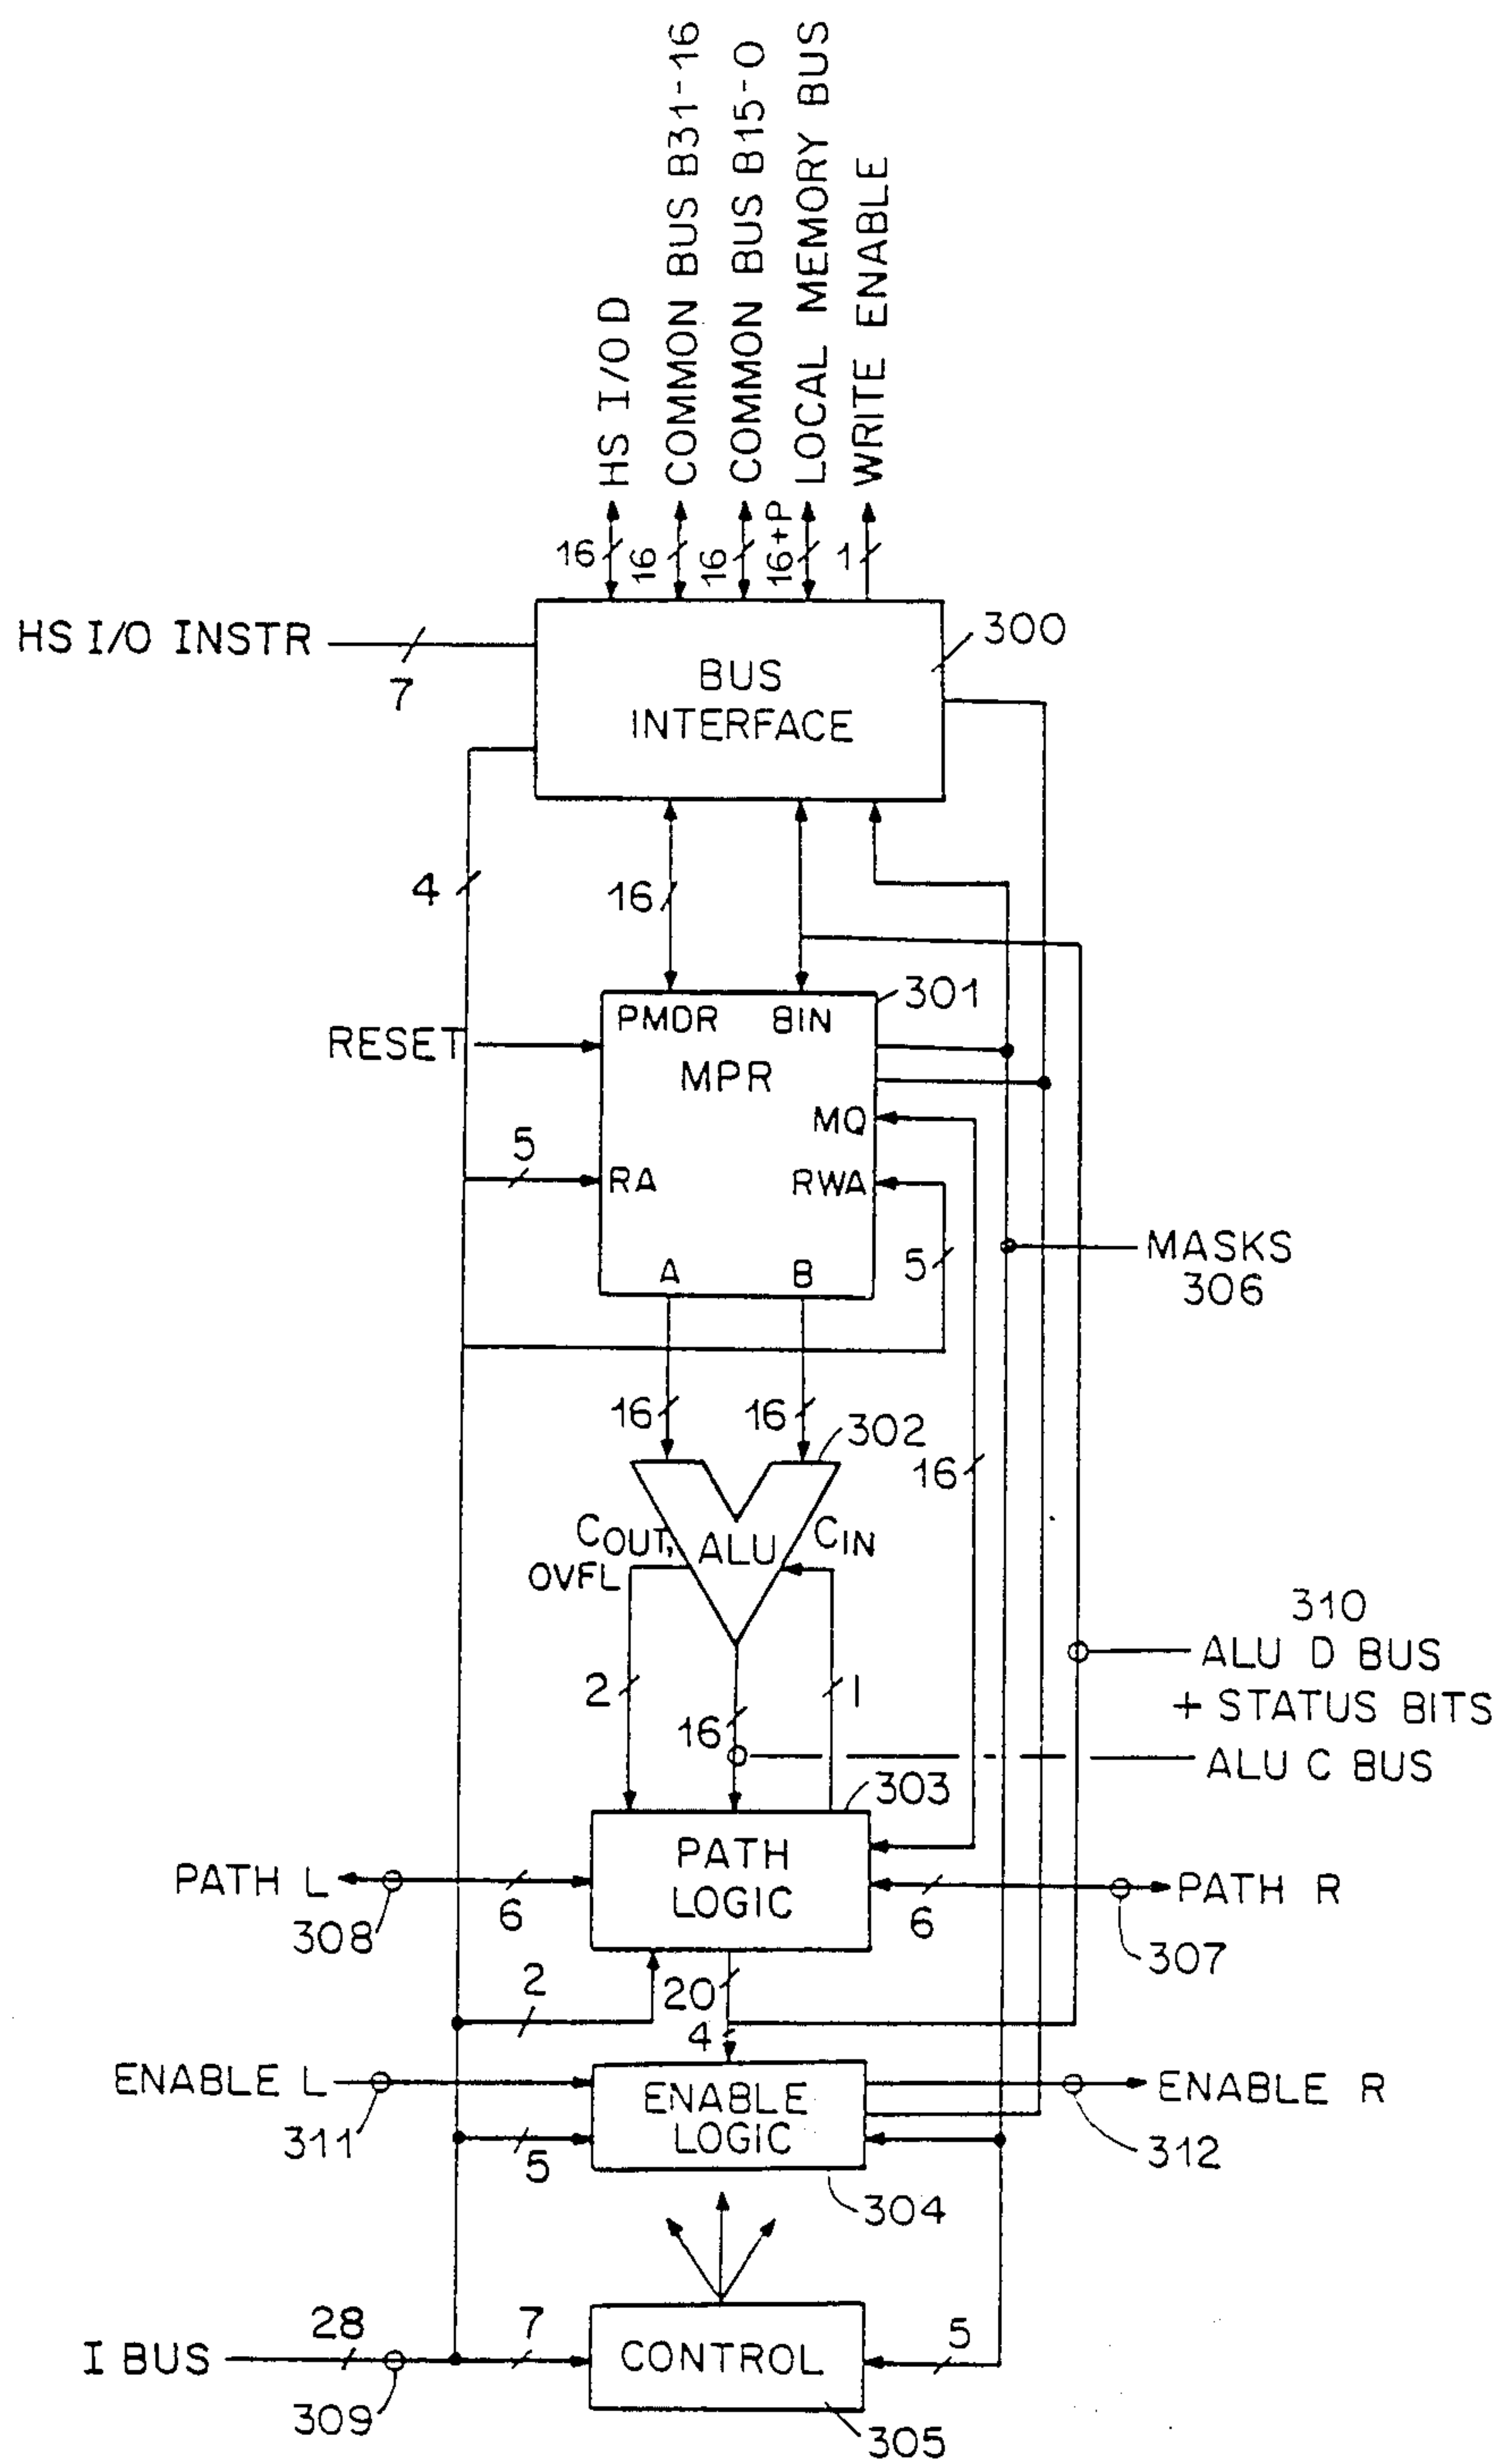 HS I/O D
COMMON BUS B31-16
COMMON BUS B15-0
LOCAL MEMORY BUS
WRITE ENABLE
16
16
16
16+P
1
HS I/O INSTR
7
300
BUS
INTERFACE
4
16
301
PMDR
BIN
RESET
MPR
MQ
5
RA
RWA
5
MASKS
306
A
B
16
16
302
16
COUT,
OVFL
ALU
CIN
310
ALU D BUS
+ STATUS BITS
2
16
1
ALU C BUS
303
PATH
LOGIC
PATH L
6
308
6
PATH R
307
2
20
4
ENABLE L
311
ENABLE
LOGIC
ENABLE R
312
5
304
I BUS
28
309
7
CONTROL
5
305